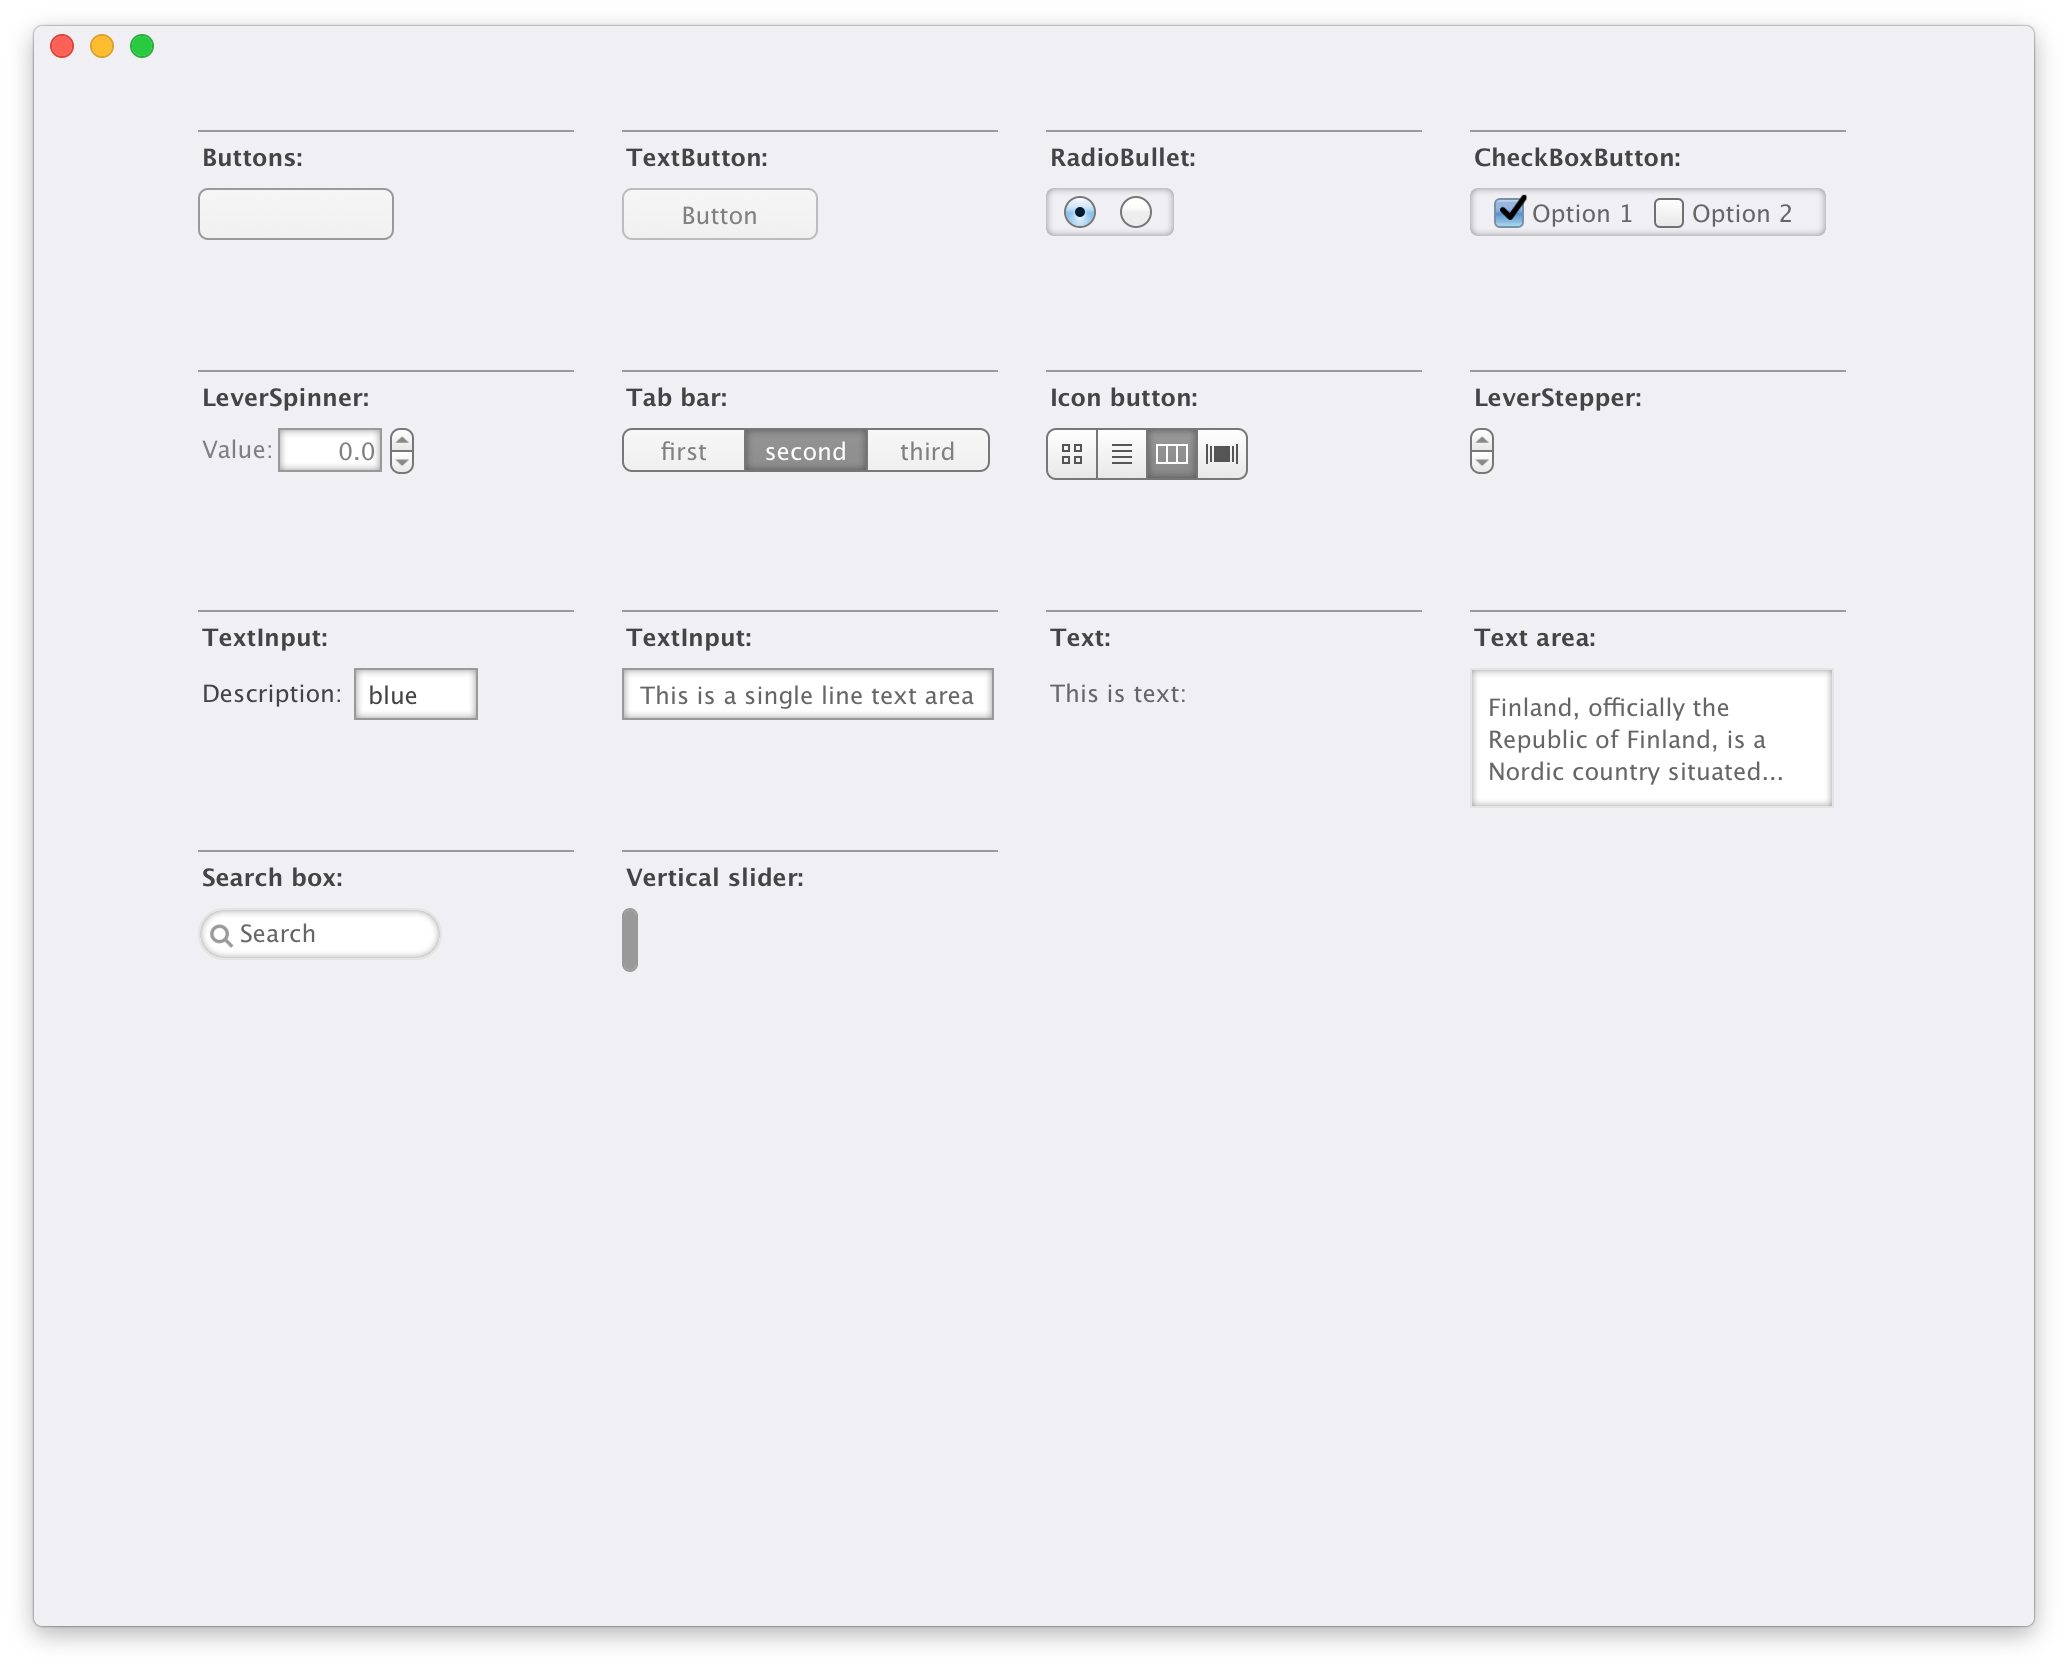 Buttons:
TextButton:
Button
RadioBullet:
CheckBoxButton:
Option 1 Option 2
LeverSpinner:
Value: 0.0
Tab bar:
first second third
Icon button:
LeverStepper:
TextInput:
Description: blue
TextInput:
This is a single line text area
Text:
This is text:
Text area:
Finland, officially the
Republic of Finland, is a
Nordic country situated...
Search box:
Search
Vertical slider: